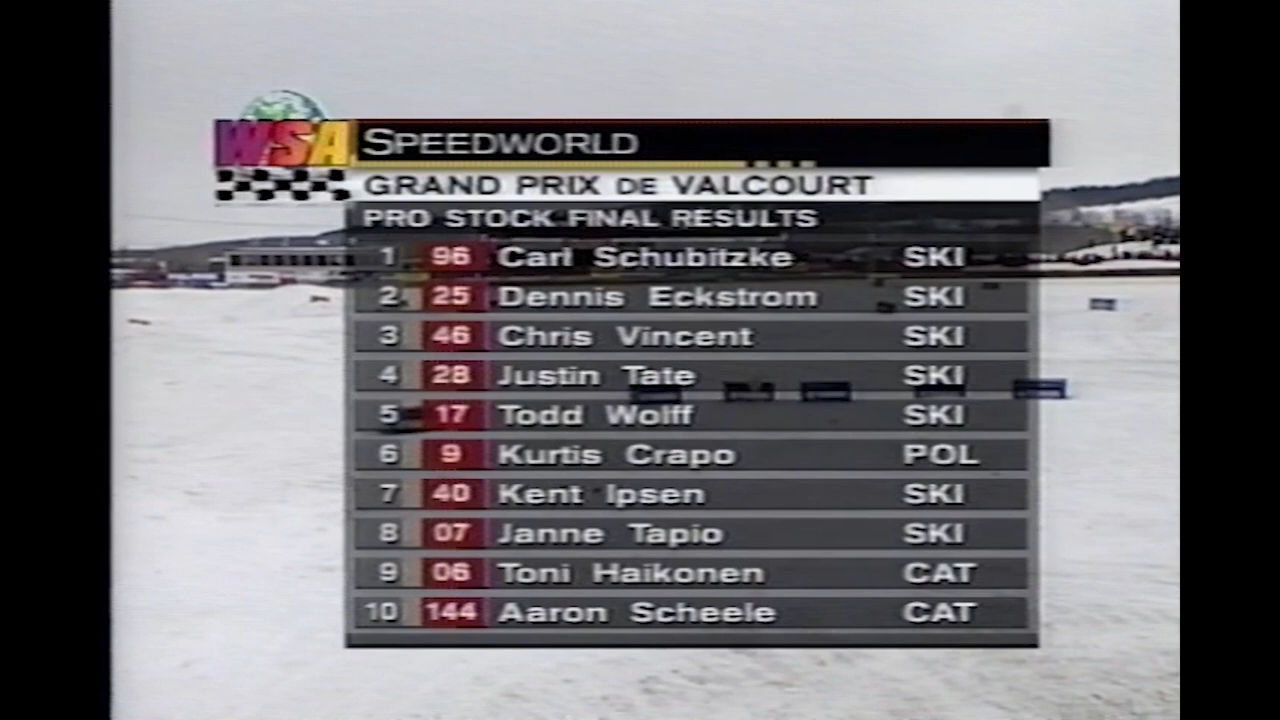 WSA SPEEDWORLD
GRAND PRIX DE VALCOURT
PRO STOCK FINAL RESULTS
1 96 Carl Schubitzke SKI
2 25 Dennis Eckstrom SKI
3 46 Chris Vincent SKI
4 28 Justin Tate SKI
5 17 Todd Wolff SKI
6 9 Kurtis Crapo POL
7 40 Kent Ipsen SKI
8 07 Janne Tapio SKI
9 06 Toni Haikonen CAT
10 144 Aaron Scheele CAT